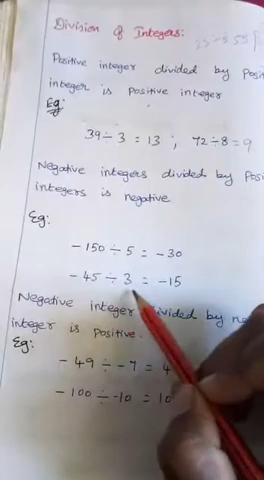 Division of Integers:
Positive integer divided by Posi
integer is Positive integer
Eg:
39 ÷ 3 = 13 ; 72 ÷ 8 = 9
Negative integers divided by Posi
integers is negative.
Eg:
- 150 ÷ 5 = - 30
- 45 ÷ 3 = - 15
Negative integer divided by ne
integer is Positive.
Eg:
- 49 ÷ - 7 =
- 100 ÷ - 10 = 10